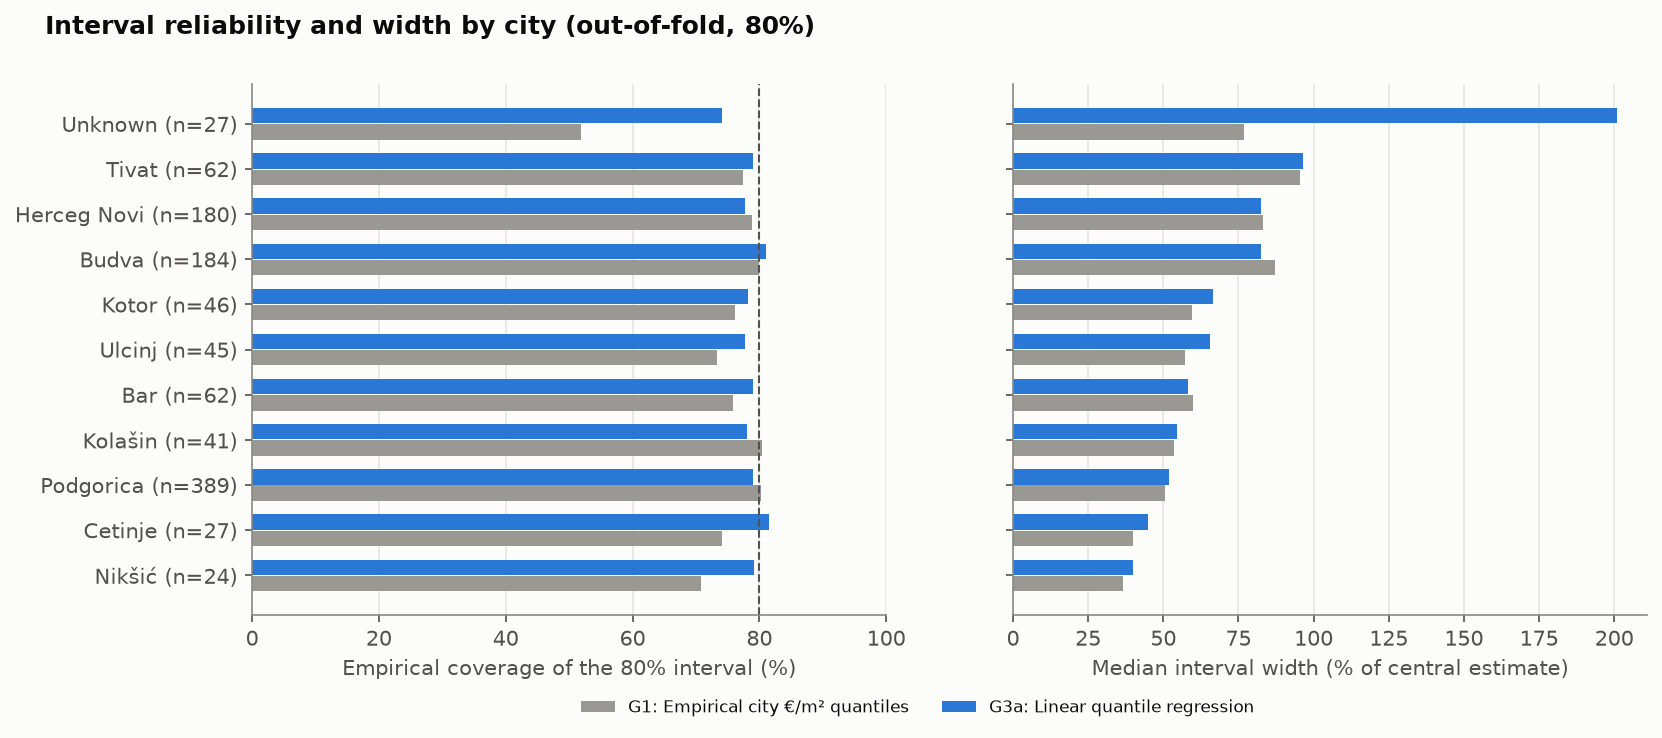 Interval reliability and width by city (out-of-fold, 80%)
Unknown (n=27)
Tivat (n=62)
Herceg Novi (n=180)
Budva (n=184)
Kotor (n=46)
Ulcinj (n=45)
Bar (n=62)
Kolašin (n=41)
Podgorica (n=389)
Cetinje (n=27)
Nikšić (n=24)
0 20 40 60 80 100
Empirical coverage of the 80% interval (%)
0 25 50 75 100 125 150 175 200
Median interval width (% of central estimate)
G1: Empirical city €/m² quantiles
G3a: Linear quantile regression